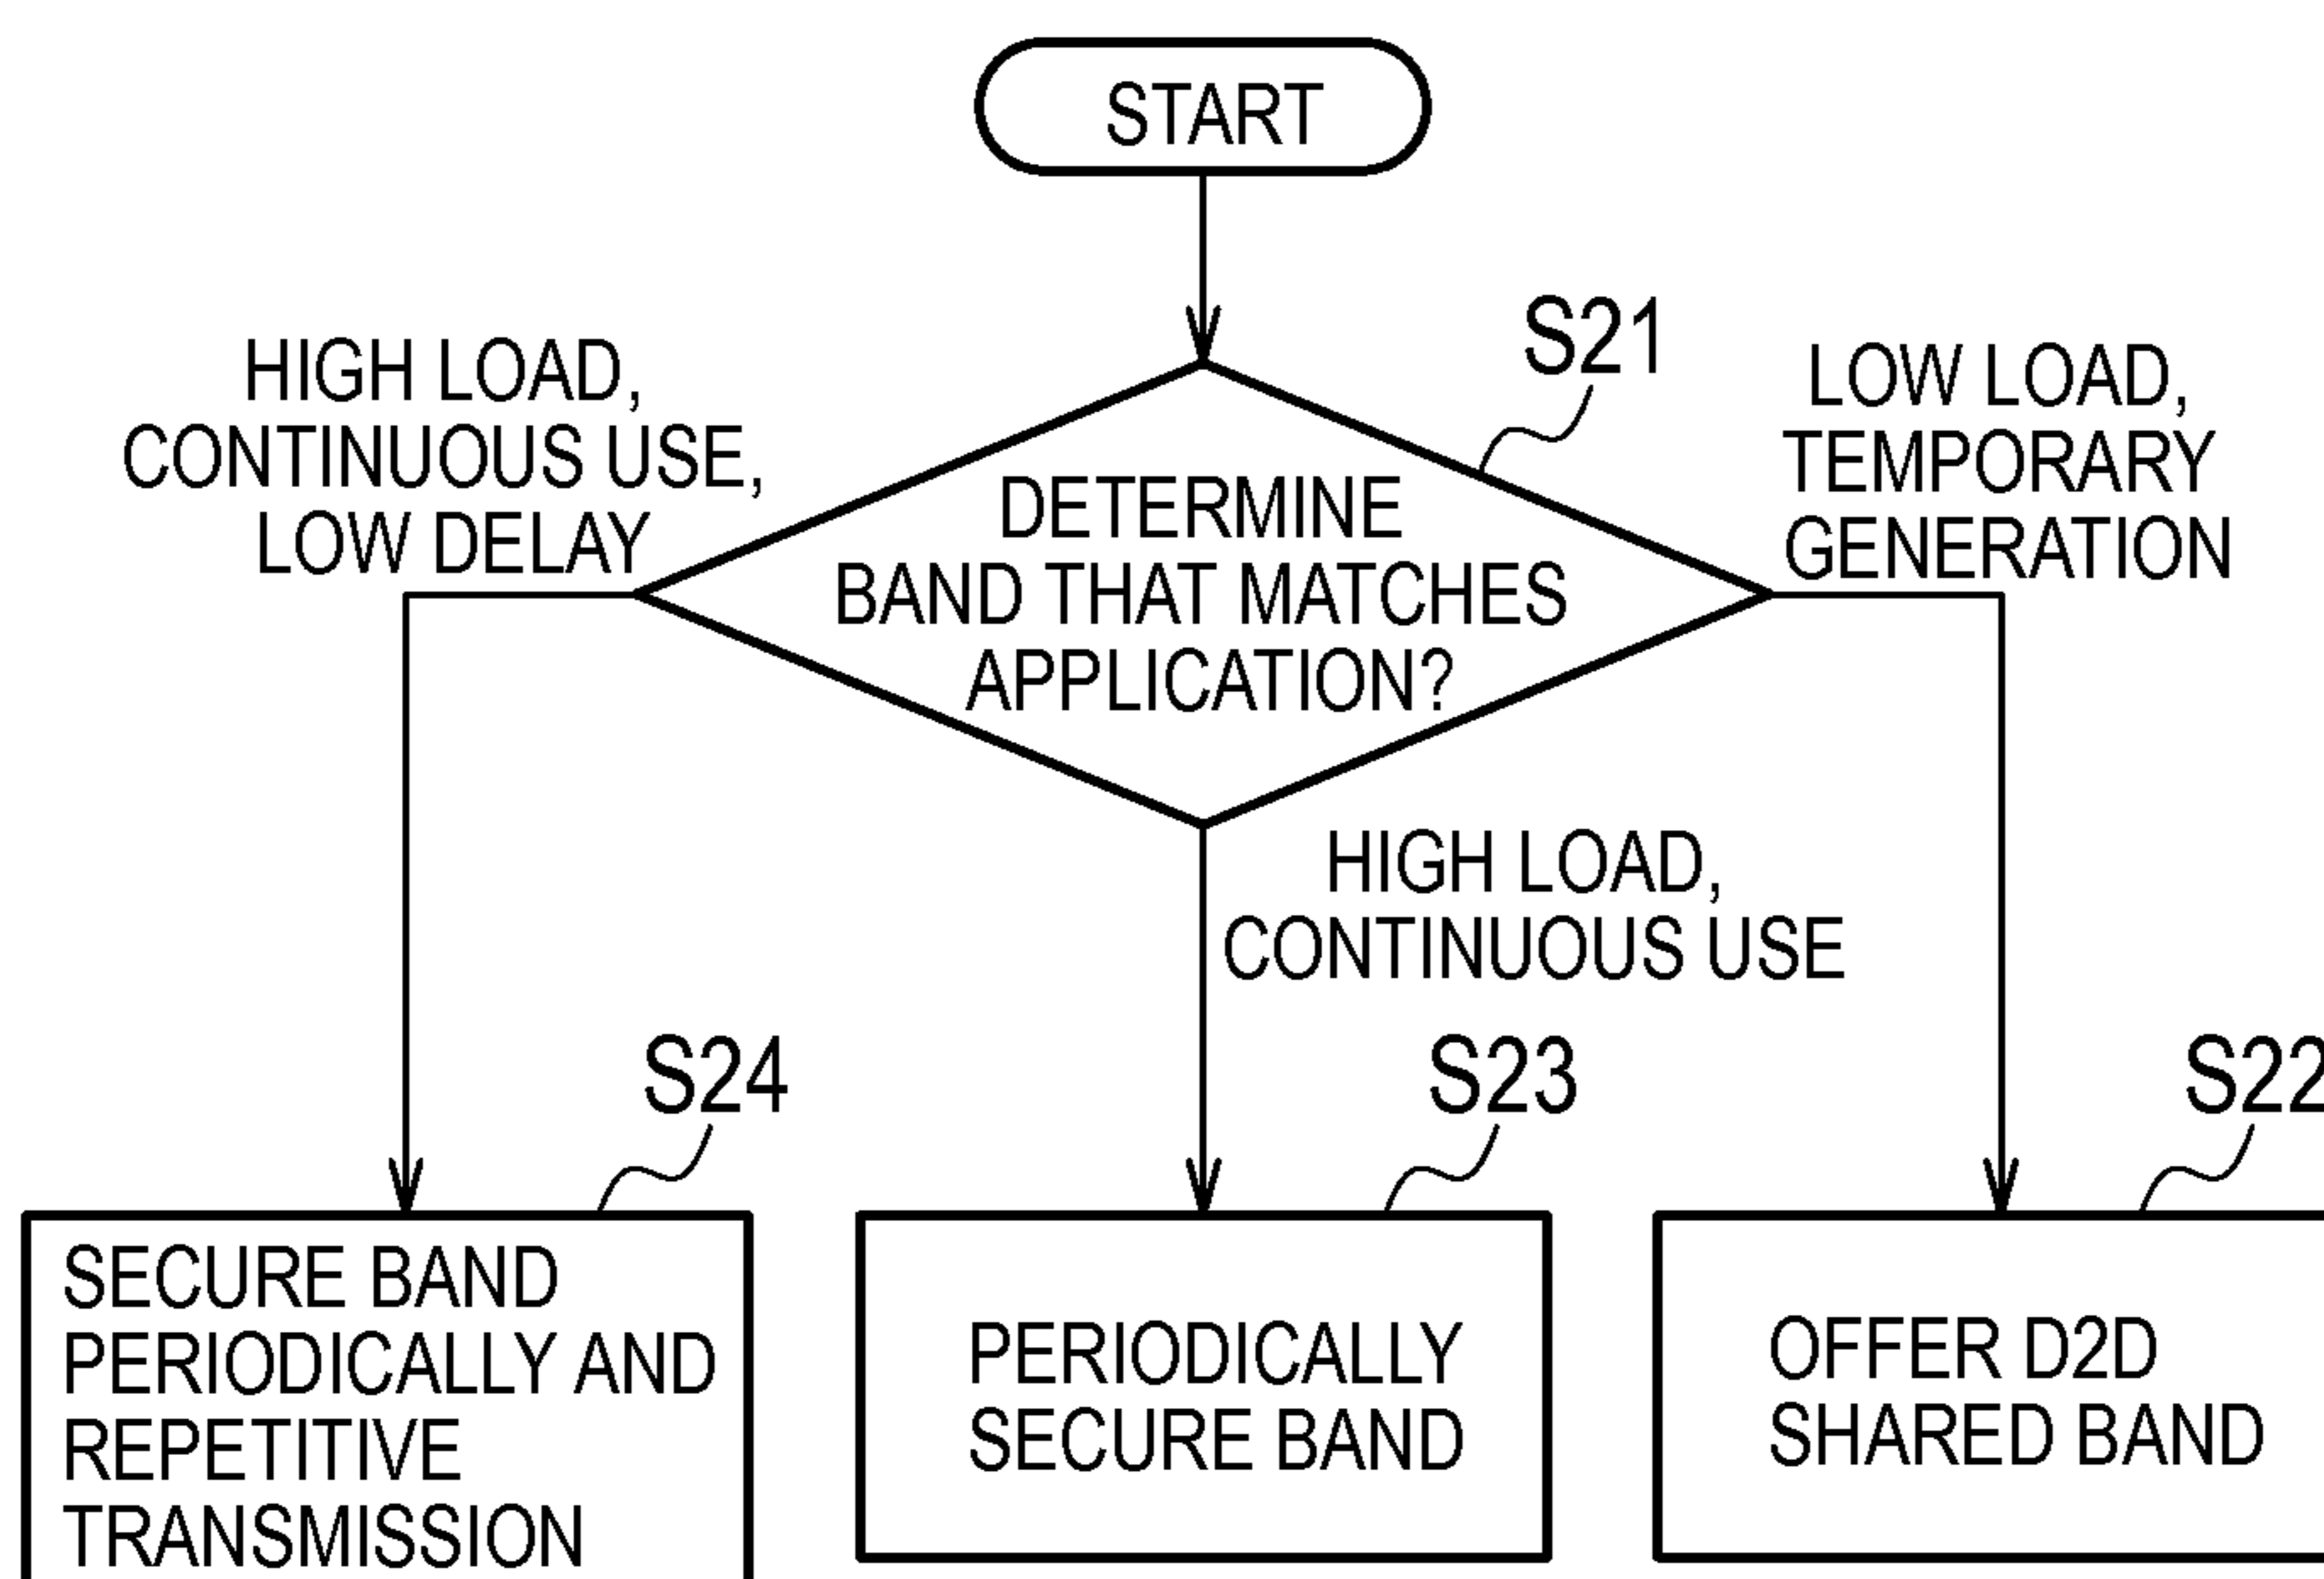 START
S21
HIGH LOAD,
CONTINUOUS USE,
LOW DELAY
DETERMINE
BAND THAT MATCHES
APPLICATION?
LOW LOAD,
TEMPORARY
GENERATION
HIGH LOAD,
CONTINUOUS USE
S24
SECURE BAND
PERIODICALLY AND
REPETITIVE
TRANSMISSION
S23
PERIODICALLY
SECURE BAND
S22
OFFER D2D
SHARED BAND